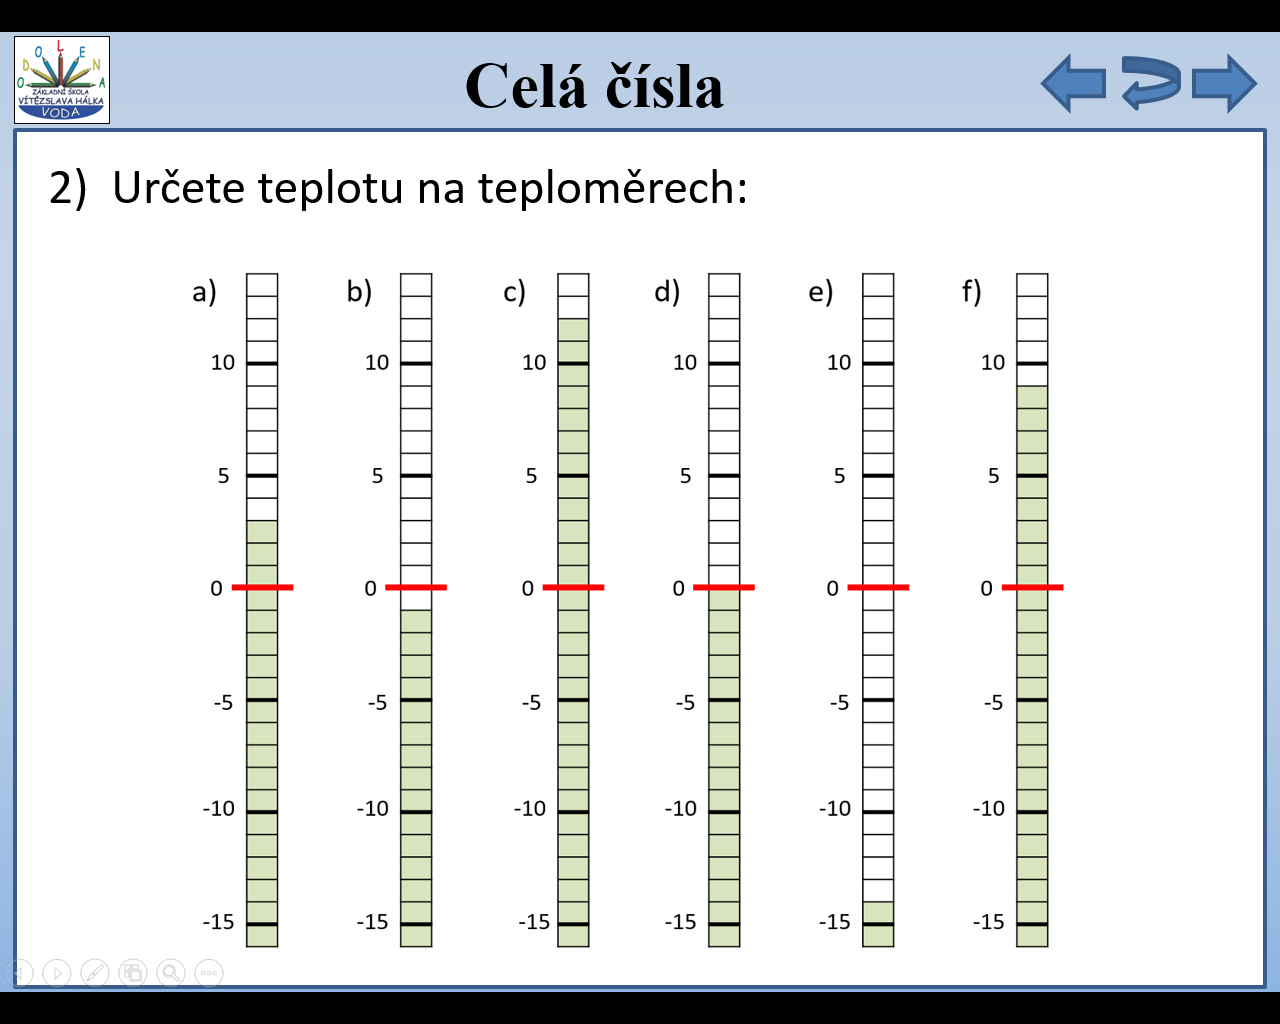 O D O L E N A
ZÁKLADNÍ ŠKOLA
VÍTĚZSLAVA HÁLKA
VODA
Celá čísla
2) Určete teplotu na teploměrech:
a) b) c) d) e) f)
10 10 10 10 10 10
5 5 5 5 5 5
0 0 0 0 0 0
-5 -5 -5 -5 -5 -5
-10 -10 -10 -10 -10 -10
-15 -15 -15 -15 -15 -15